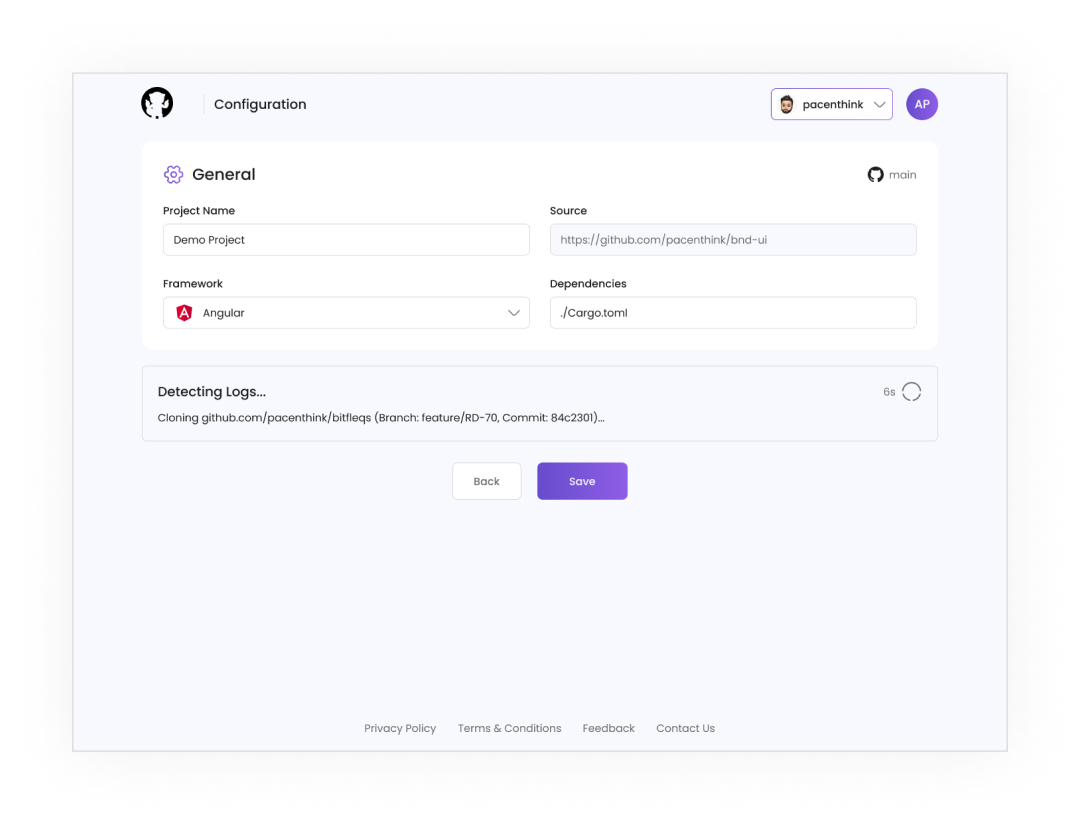 Configuration
pacenthink
AP
General
main
Project Name
Source
Demo Project
https://github.com/pacenthink/bnd-ui
Framework
Dependencies
Angular
./Cargo.toml
Detecting Logs...
6s
Cloning github.com/pacenthink/bitfleqs (Branch: feature/RD-70, Commit: 84c2301)...
Back
Save
Privacy Policy
Terms & Conditions
Feedback
Contact Us